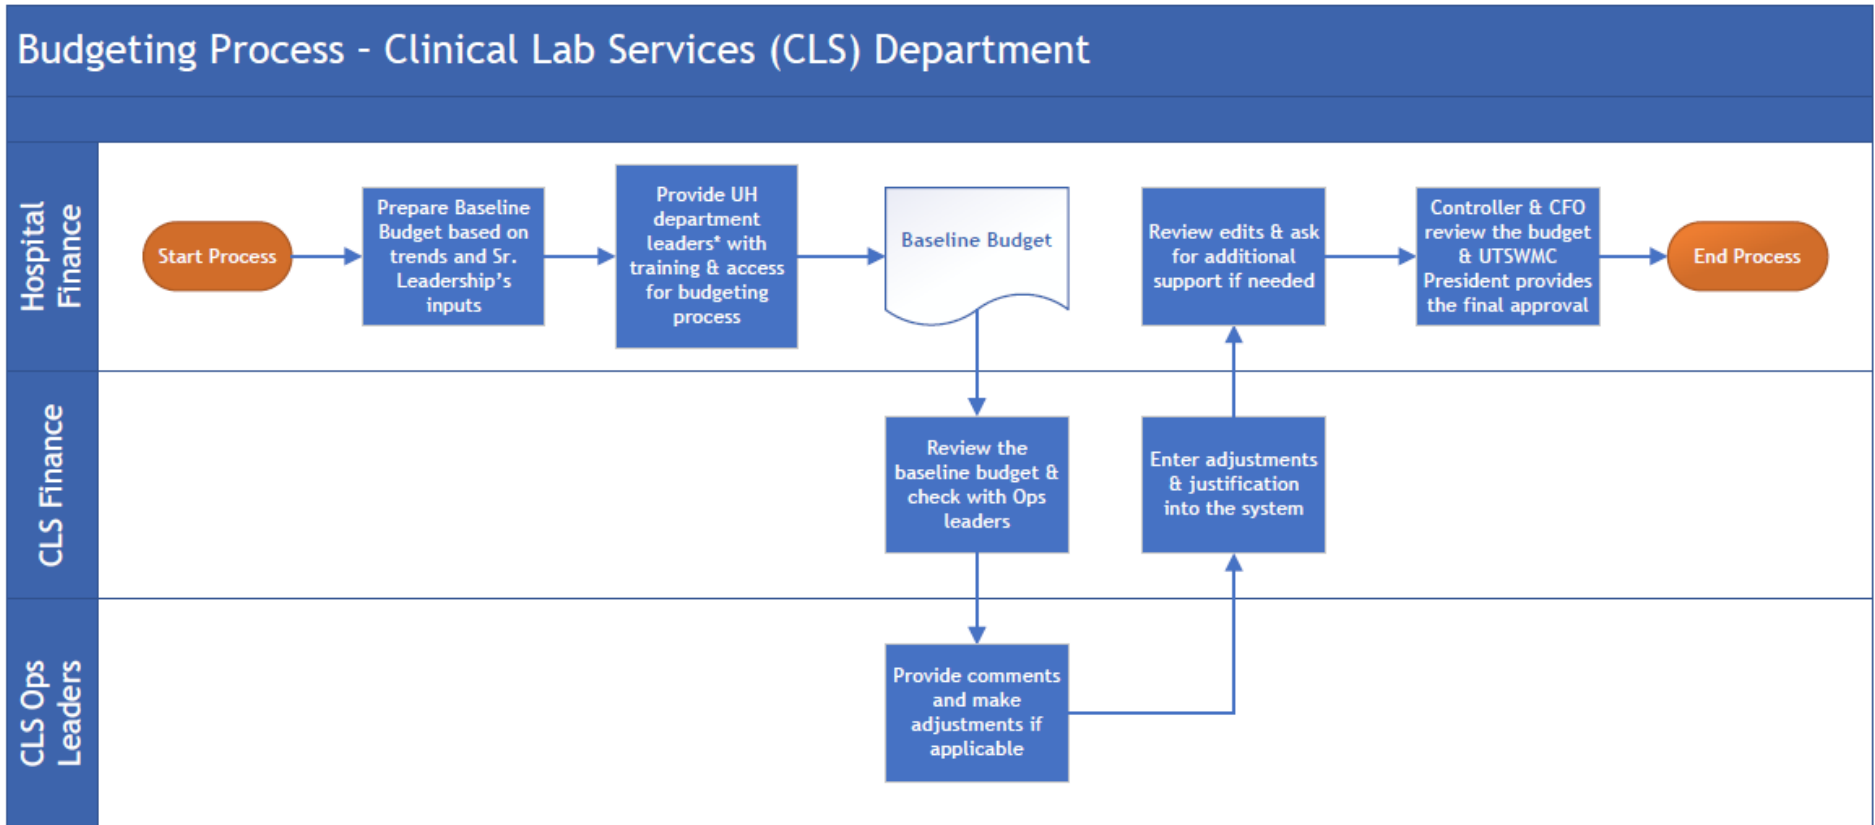 Budgeting Process – Clinical Lab Services (CLS) Department
Hospital
Finance
Start Process
Prepare Baseline
Budget based on
trends and Sr.
Leadership's
inputs
Provide UH
department
leaders* with
training & access
for budgeting
process
Baseline Budget
Review edits & ask
for additional
support if needed
Controller & CFO
review the budget
& UTSWMC
President provides
the final approval
End Process
CLS Finance
Review the
baseline budget &
check with Ops
leaders
Enter adjustments
& justification
into the system
CLS Ops
Leaders
Provide comments
and make
adjustments if
applicable